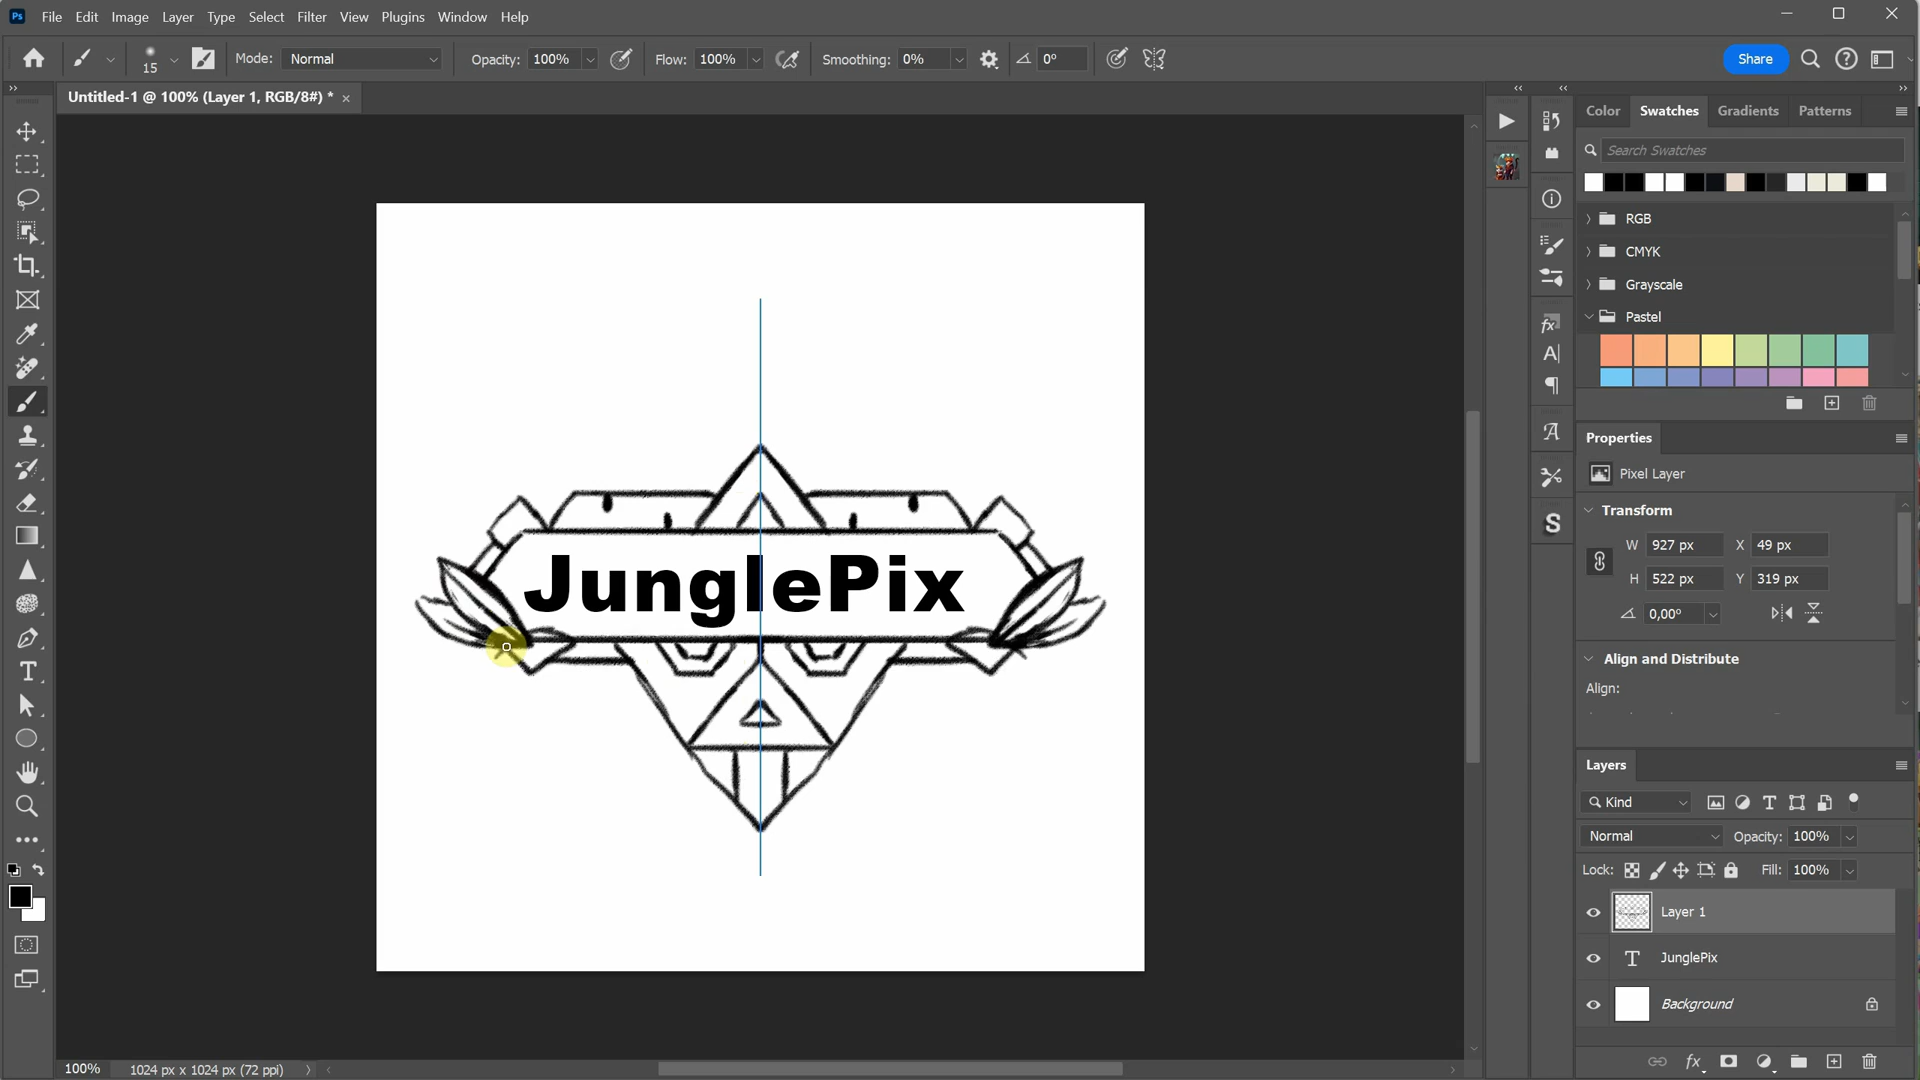 Ps File Edit Image Layer Type Select Filter View Plugins Window Help
15 Mode: Normal Opacity: 100% Flow: 100% Smoothing: 0% 0° Share
Untitled-1 @ 100% (Layer 1, RGB/8#) *
Color Swatches Gradients Patterns
Search Swatches
RGB
CMYK
Grayscale
Pastel
JunglePix
Properties
Pixel Layer
Transform
W 927 px X 49 px
H 522 px Y 319 px
0,00°
Align and Distribute
Align:
Layers
Kind
Normal Opacity: 100%
Lock: Fill: 100%
Layer 1
JunglePix
Background
100% 1024 px x 1024 px (72 ppi)